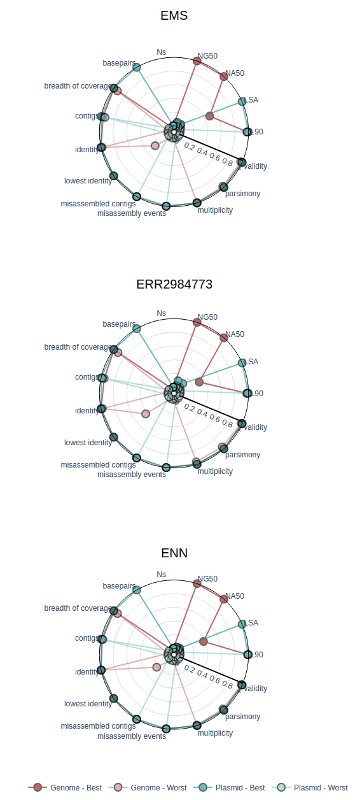 EMS
Ns
NG50
basepairs
NA50
breadth of coverage
LSA
contigs
L90
0.2 0.4 0.6 0.8
identity
validity
lowest identity
parsimony
misassembled contigs
multiplicity
misassembly events
ERR2984773
Ns
NG50
basepairs
NA50
breadth of coverage
LSA
contigs
L90
0.2 0.4 0.6 0.8
identity
validity
lowest identity
parsimony
misassembled contigs
multiplicity
misassembly events
ENN
Ns
NG50
basepairs
NA50
breadth of coverage
LSA
contigs
L90
0.2 0.4 0.6 0.8
identity
validity
lowest identity
parsimony
misassembled contigs
multiplicity
misassembly events
Genome - Best Genome - Worst Plasmid - Best Plasmid - Worst